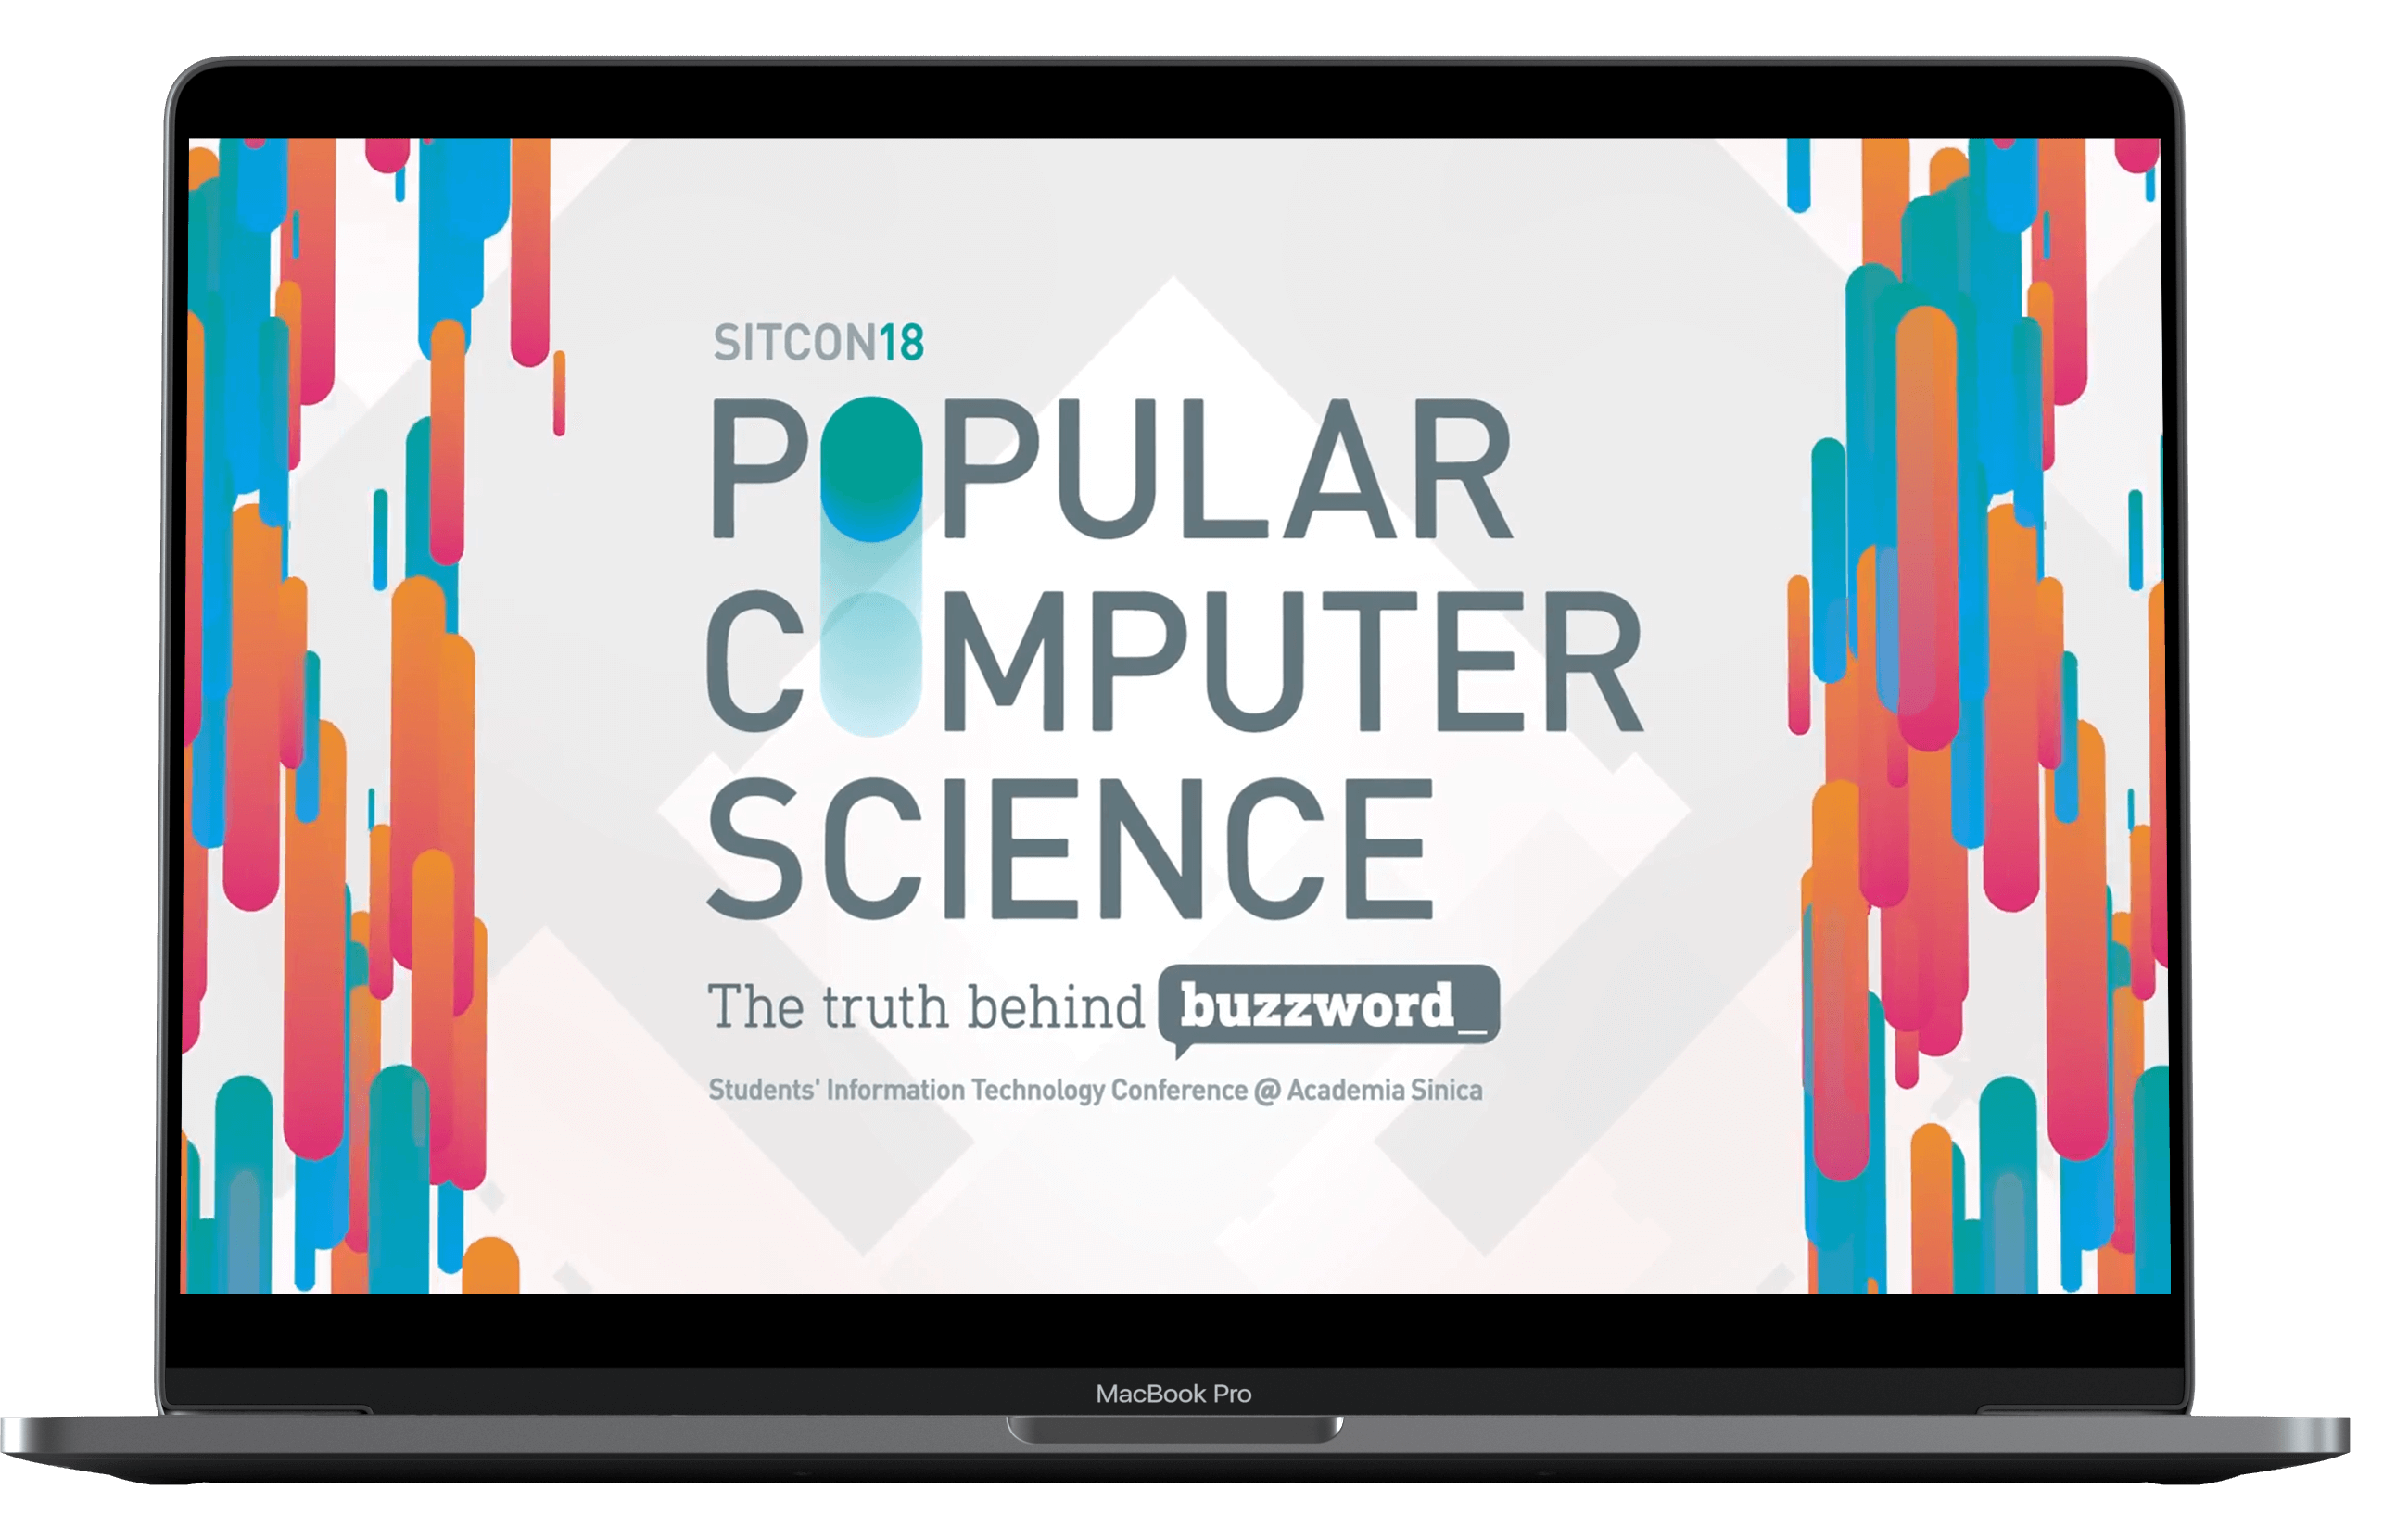 SITCON18
POPULAR
COMPUTER
SCIENCE
The truth behind buzzword_
Students' Information Technology Conference @ Academia Sinica
MacBook Pro